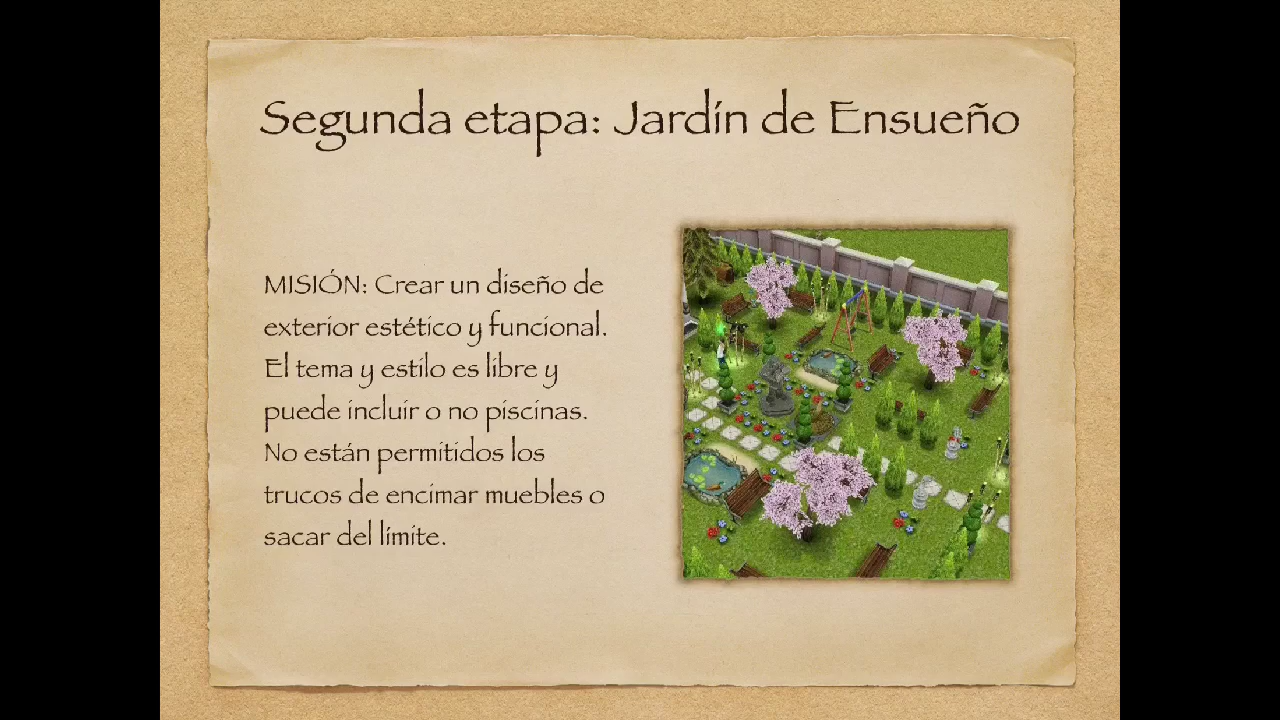 Segunda etapa: Jardín de Ensueño
MISIÓN: Crear un diseño de
exterior estético y funcional.
El tema y estilo es libre y
puede incluir o no piscinas.
No están permitidos los
trucos de encimar muebles o
sacar del límite.